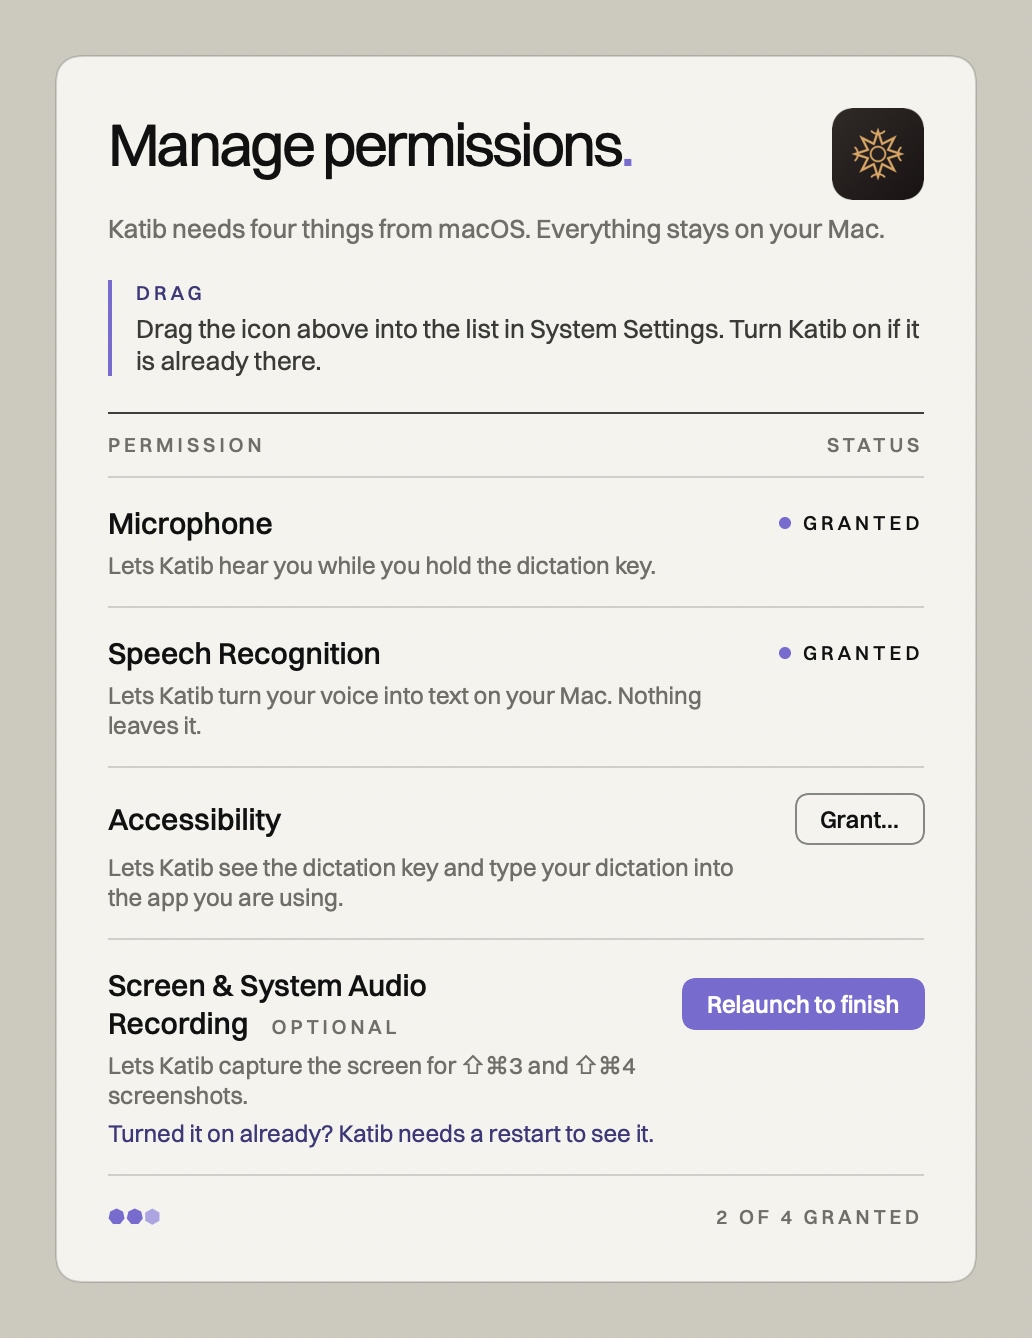 Manage permissions.
Katib needs four things from macOS. Everything stays on your Mac.
DRAG
Drag the icon above into the list in System Settings. Turn Katib on if it
is already there.
PERMISSION STATUS
Microphone GRANTED
Lets Katib hear you while you hold the dictation key.
Speech Recognition GRANTED
Lets Katib turn your voice into text on your Mac. Nothing
leaves it.
Accessibility Grant...
Lets Katib see the dictation key and type your dictation into
the app you are using.
Screen & System Audio
Recording OPTIONAL Relaunch to finish
Lets Katib capture the screen for ⇧⌘3 and ⇧⌘4
screenshots.
Turned it on already? Katib needs a restart to see it.
2 OF 4 GRANTED